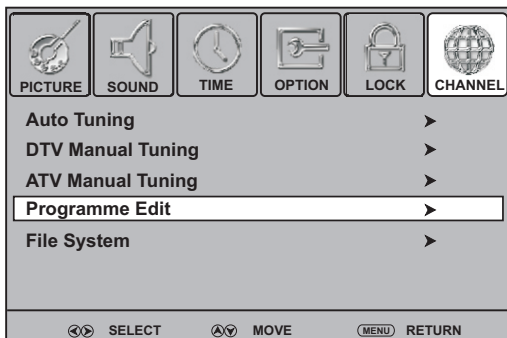 PICTURE SOUND TIME OPTION LOCK CHANNEL
Auto Tuning
DTV Manual Tuning
ATV Manual Tuning
Programme Edit
File System
SELECT MOVE MENU RETURN